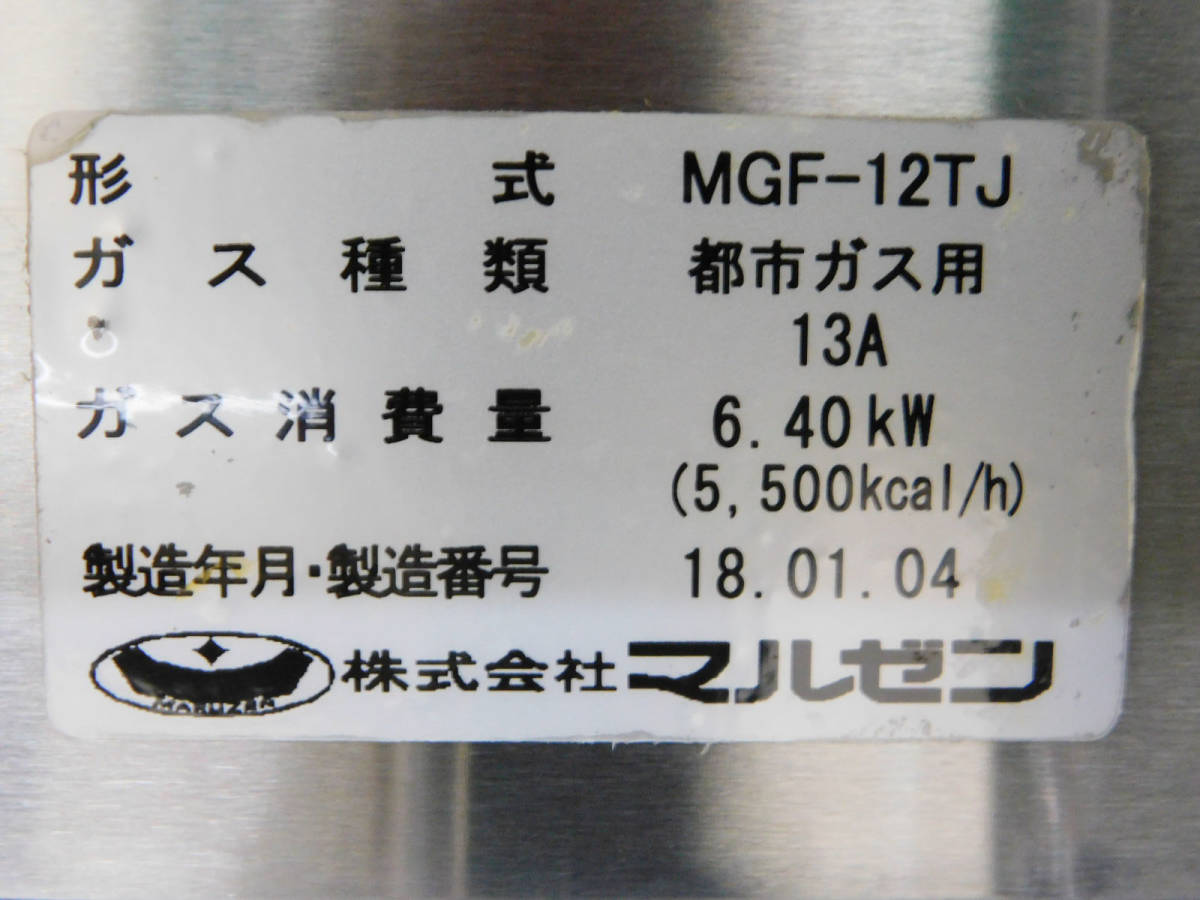 形式 MGF-12TJ
ガス種類 都市ガス用
13A
ガス消費量 6.40kW
(5,500kcal/h)
製造年月・製造番号 18.01.04
MARUZEN 株式会社マルゼン